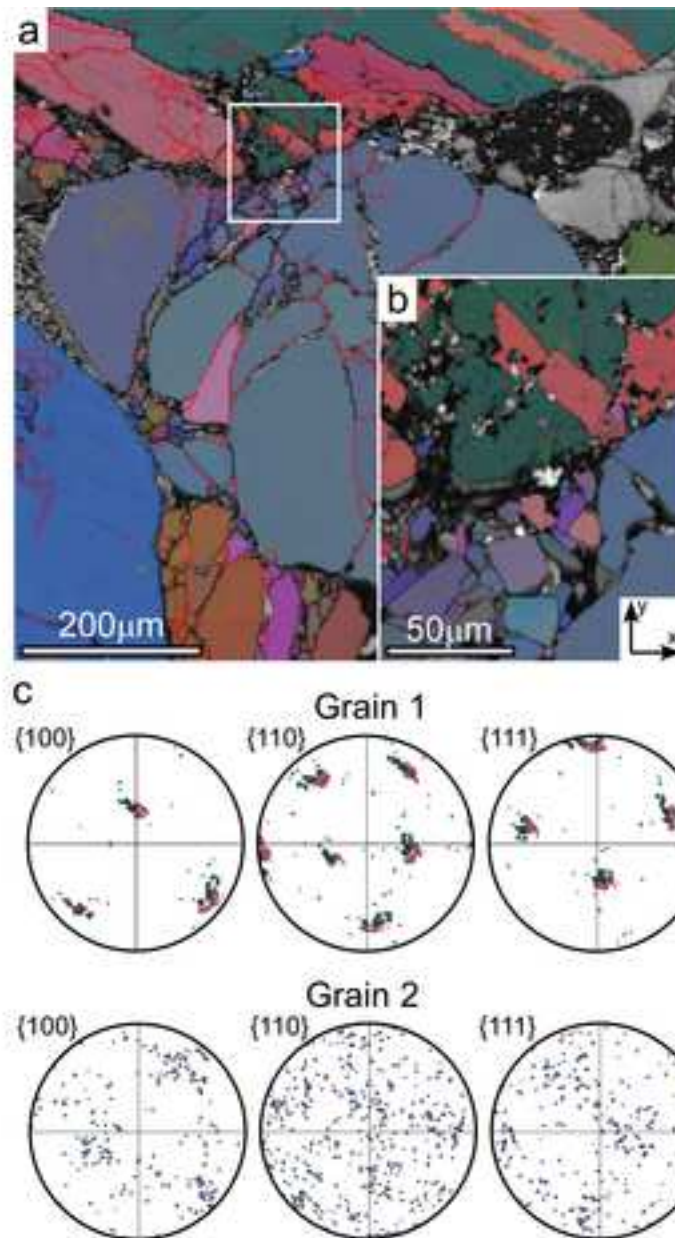 a
b
200μm
50μm
y
x
c
Grain 1
{100}
{110}
{111}
Grain 2
{100}
{110}
{111}